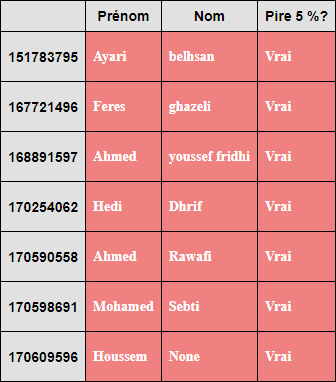 Prénom Nom Pire 5 %?
151783795 Ayari belhsan Vrai
167721496 Feres ghazeli Vrai
168891597 Ahmed youssef fridhi Vrai
170254062 Hedi Dhrif Vrai
170590558 Ahmed Rawafi Vrai
170598691 Mohamed Sebti Vrai
170609596 Houssem None Vrai